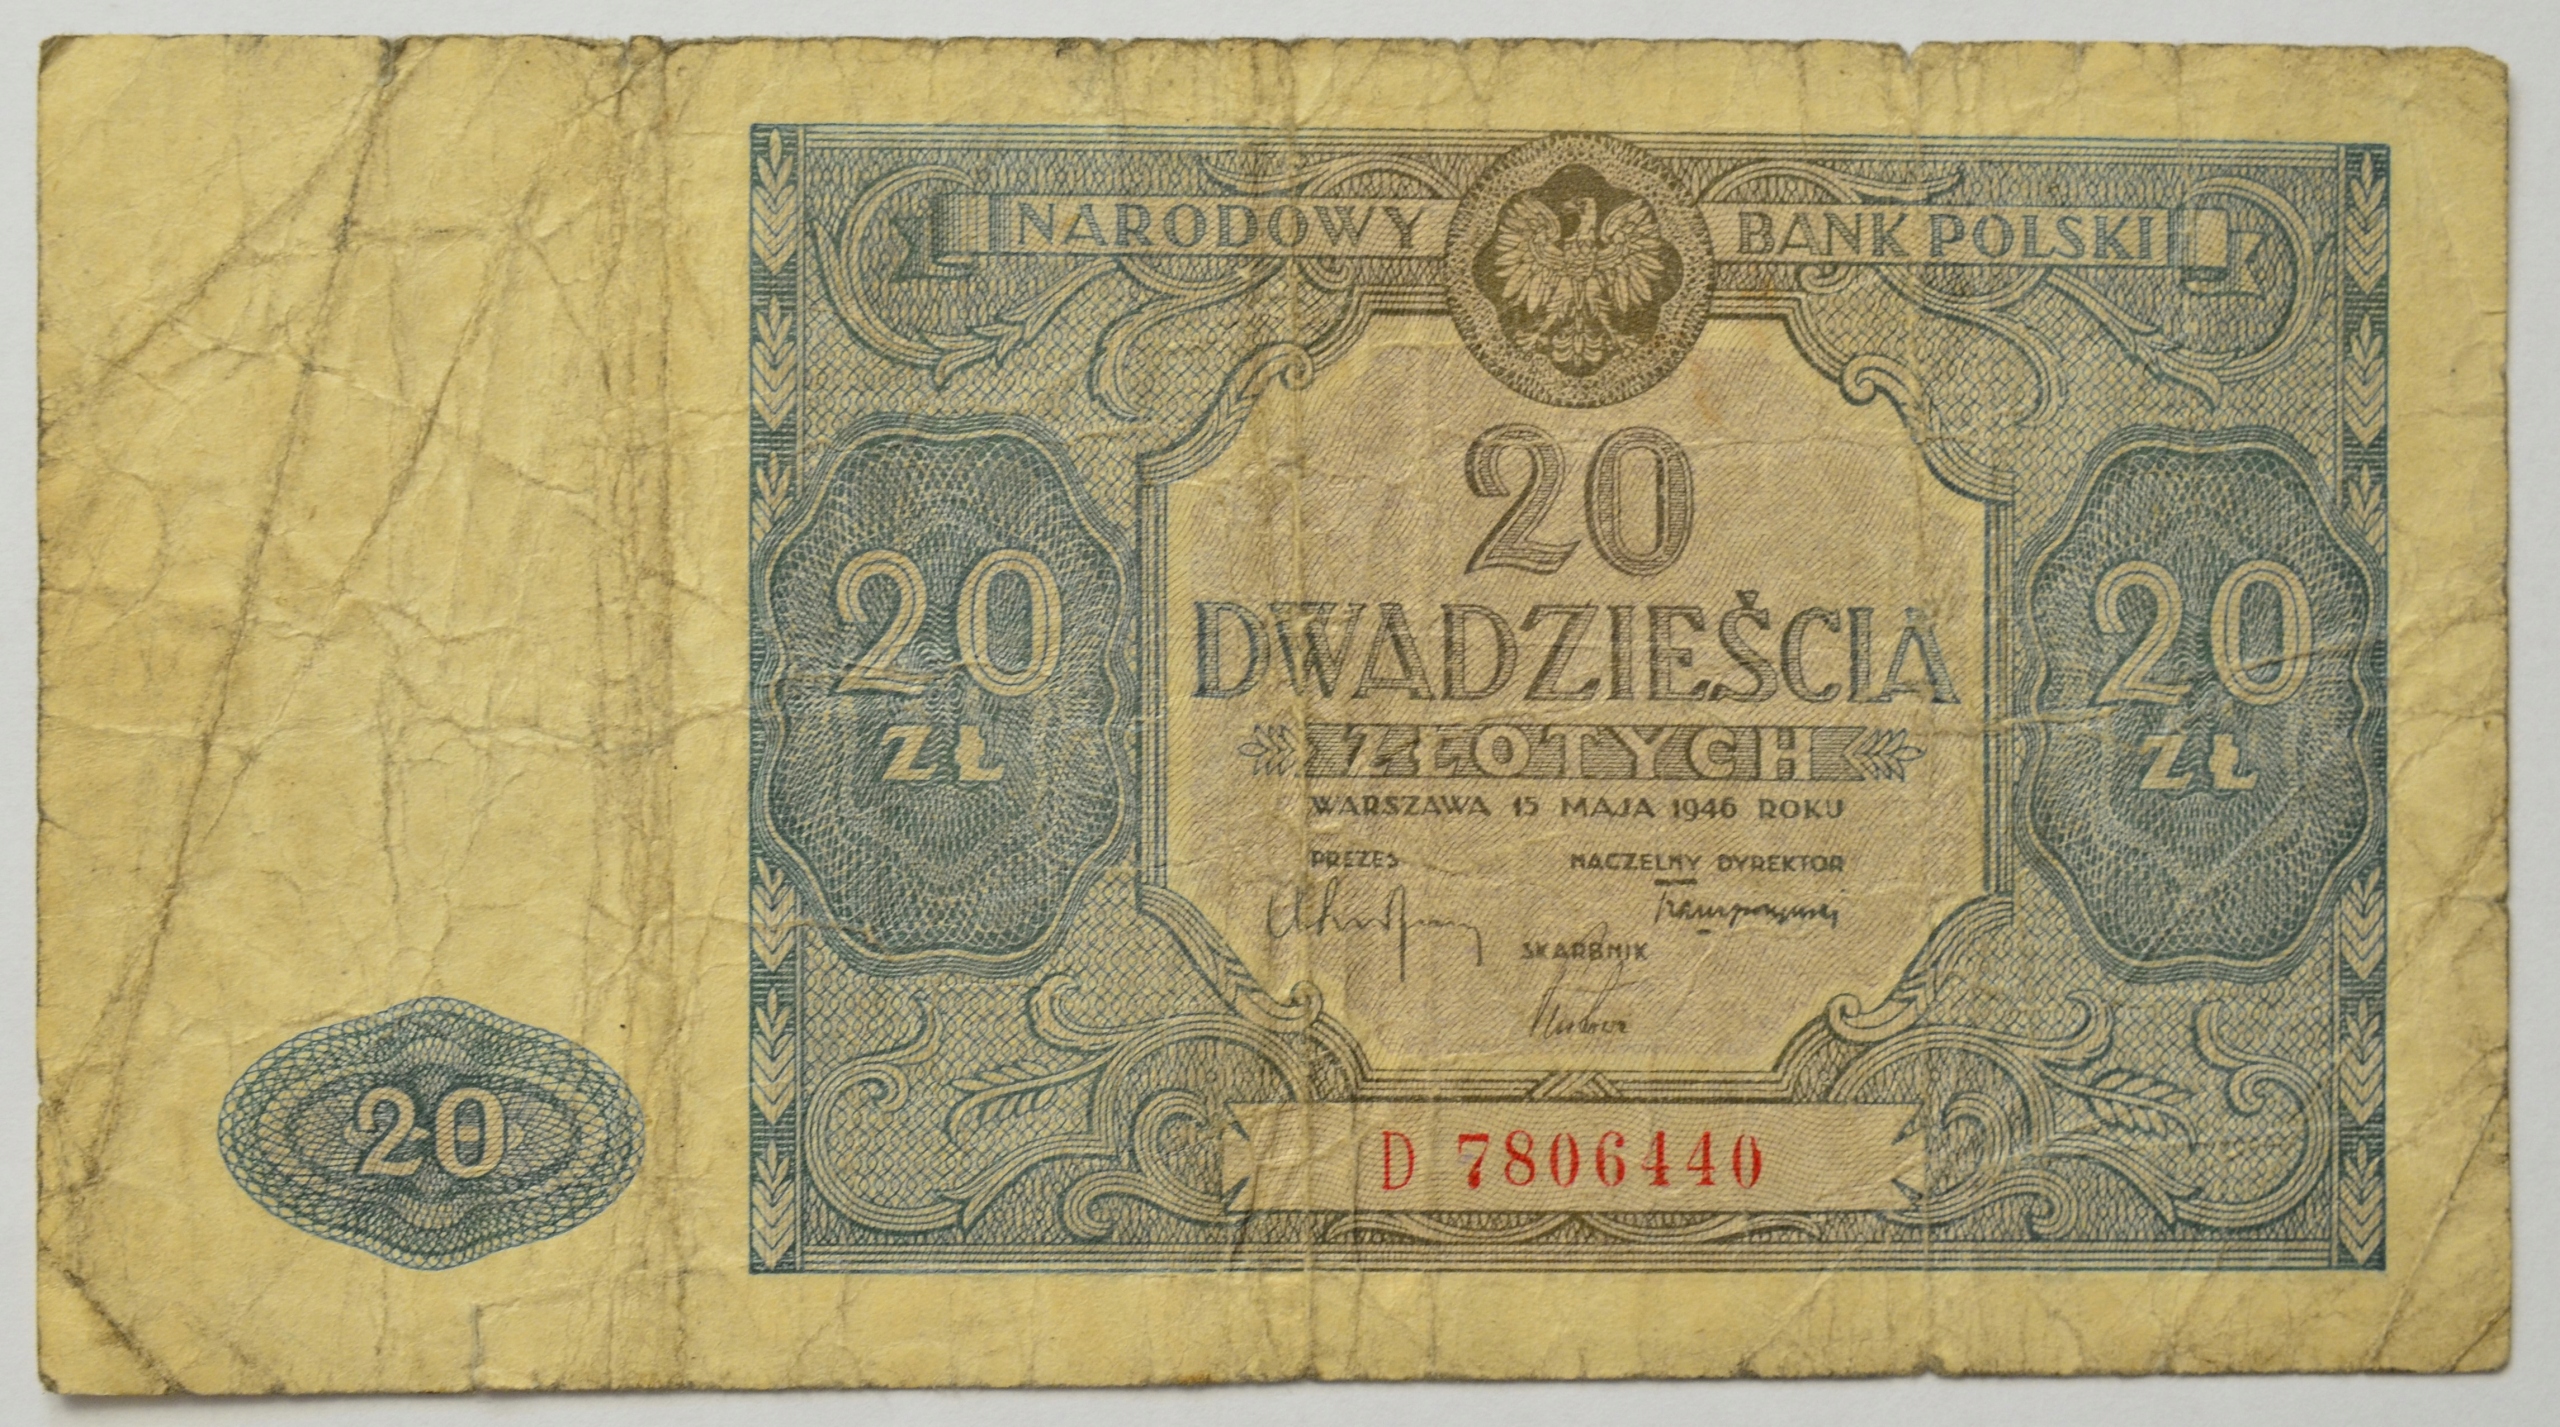 NARODOWY BANK POLSKI
20
DWADZIEŚCIA
ZŁOTYCH
20
ZŁ
20
ZŁ
WARSZAWA 15 MAJA 1946 ROKU
PREZES NACZELNY DYREKTOR
SKARBNIK
20
D 7806440